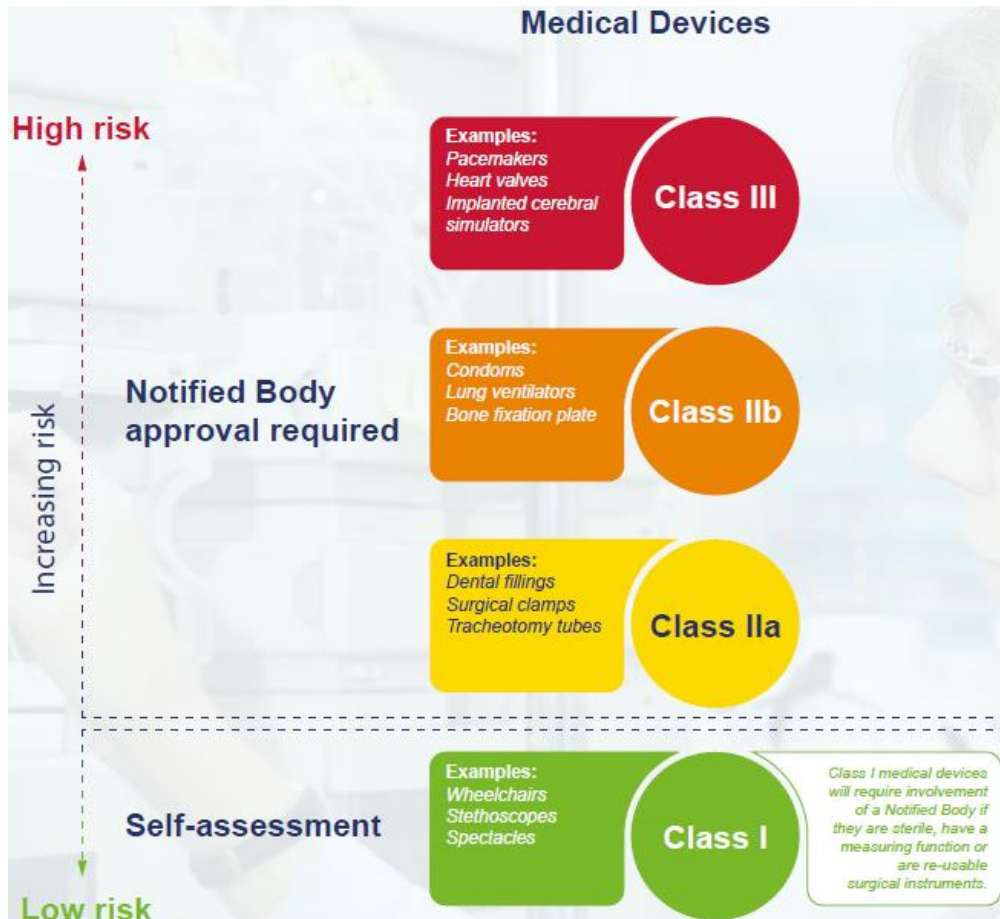 Medical Devices
High risk
Examples:
Pacemakers
Heart valves
Implanted cerebral
simulators
Class III
Increasing risk
Notified Body
approval required
Examples:
Condoms
Lung ventilators
Bone fixation plate
Class IIb
Examples:
Dental fillings
Surgical clamps
Tracheotomy tubes
Class IIa
Self-assessment
Examples:
Wheelchairs
Stethoscopes
Spectacles
Class I
Class I medical devices
will require involvement
of a Notified Body if
they are sterile, have a
measuring function or
are re-usable
surgical instruments.
Low risk